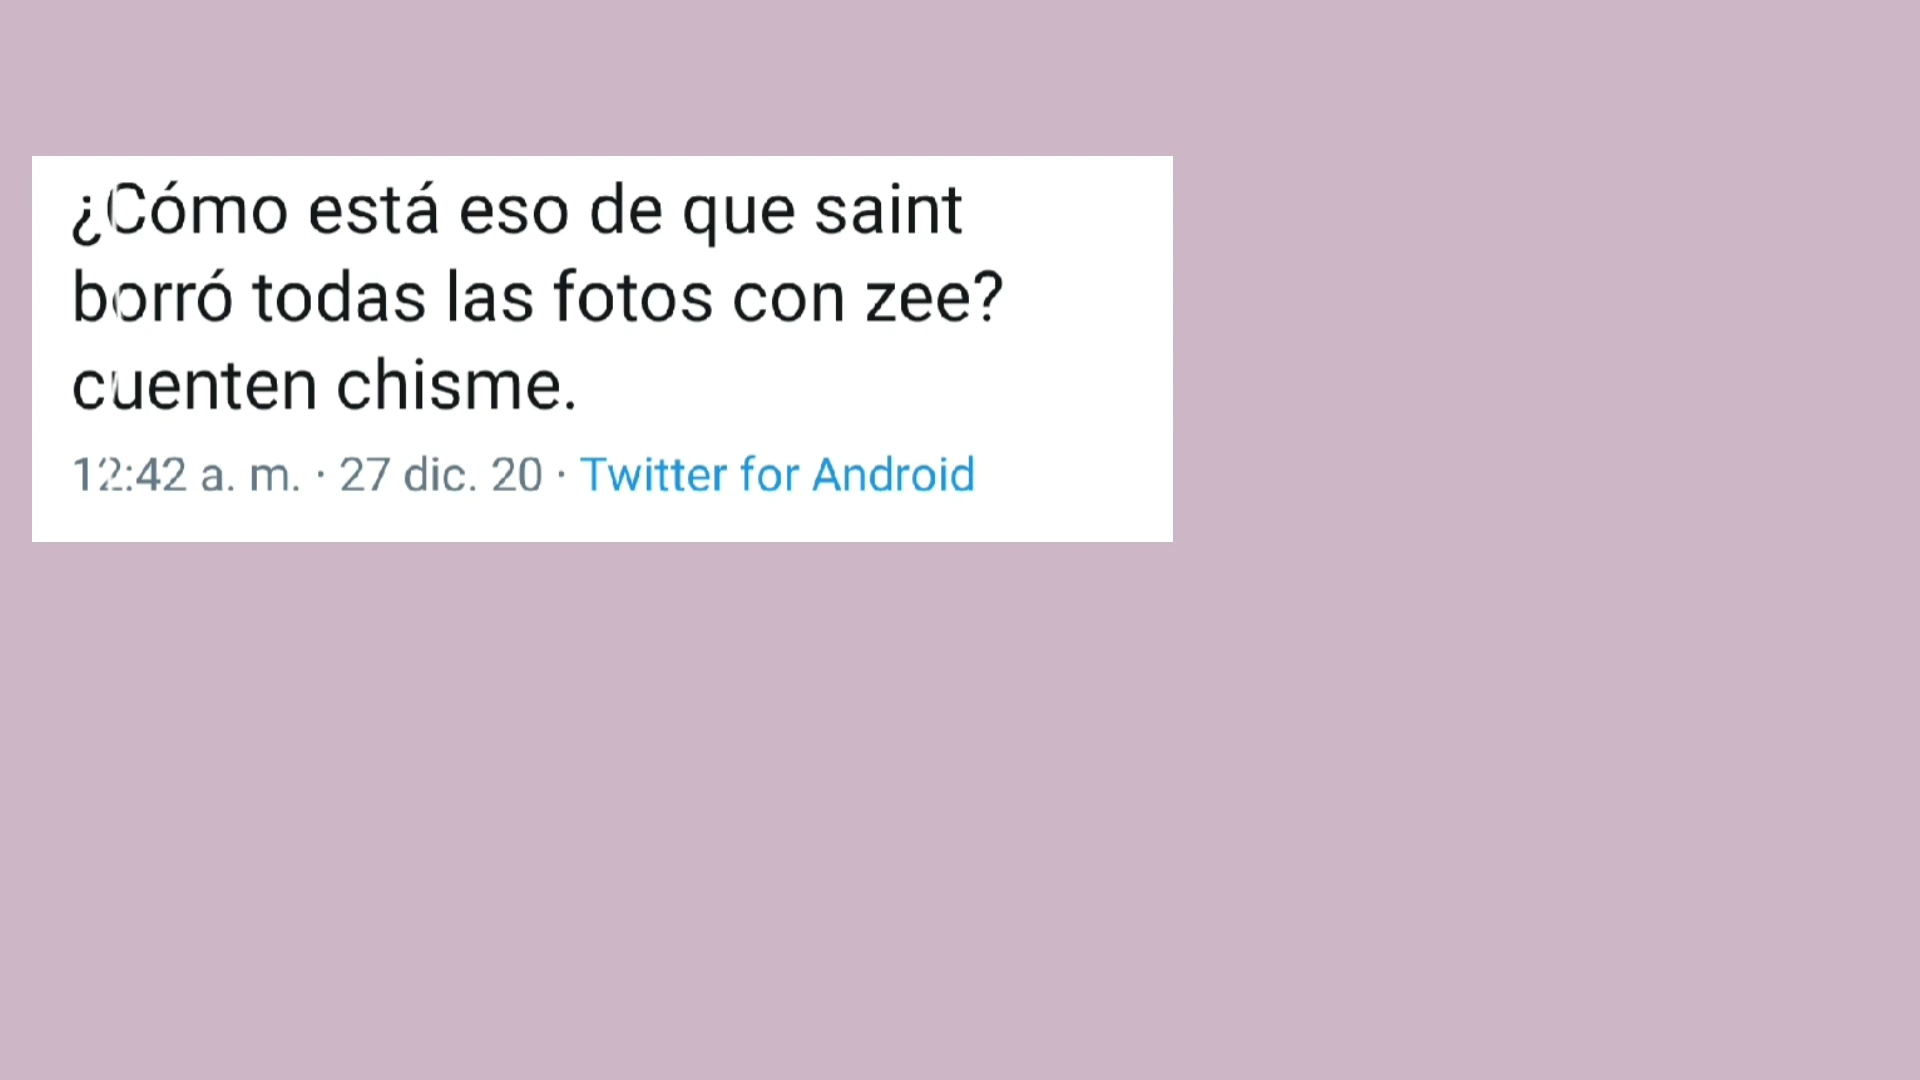 ¿Cómo está eso de que saint
borró todas las fotos con zee?
cuenten chisme.
12:42 a. m. · 27 dic. 20 · Twitter for Android